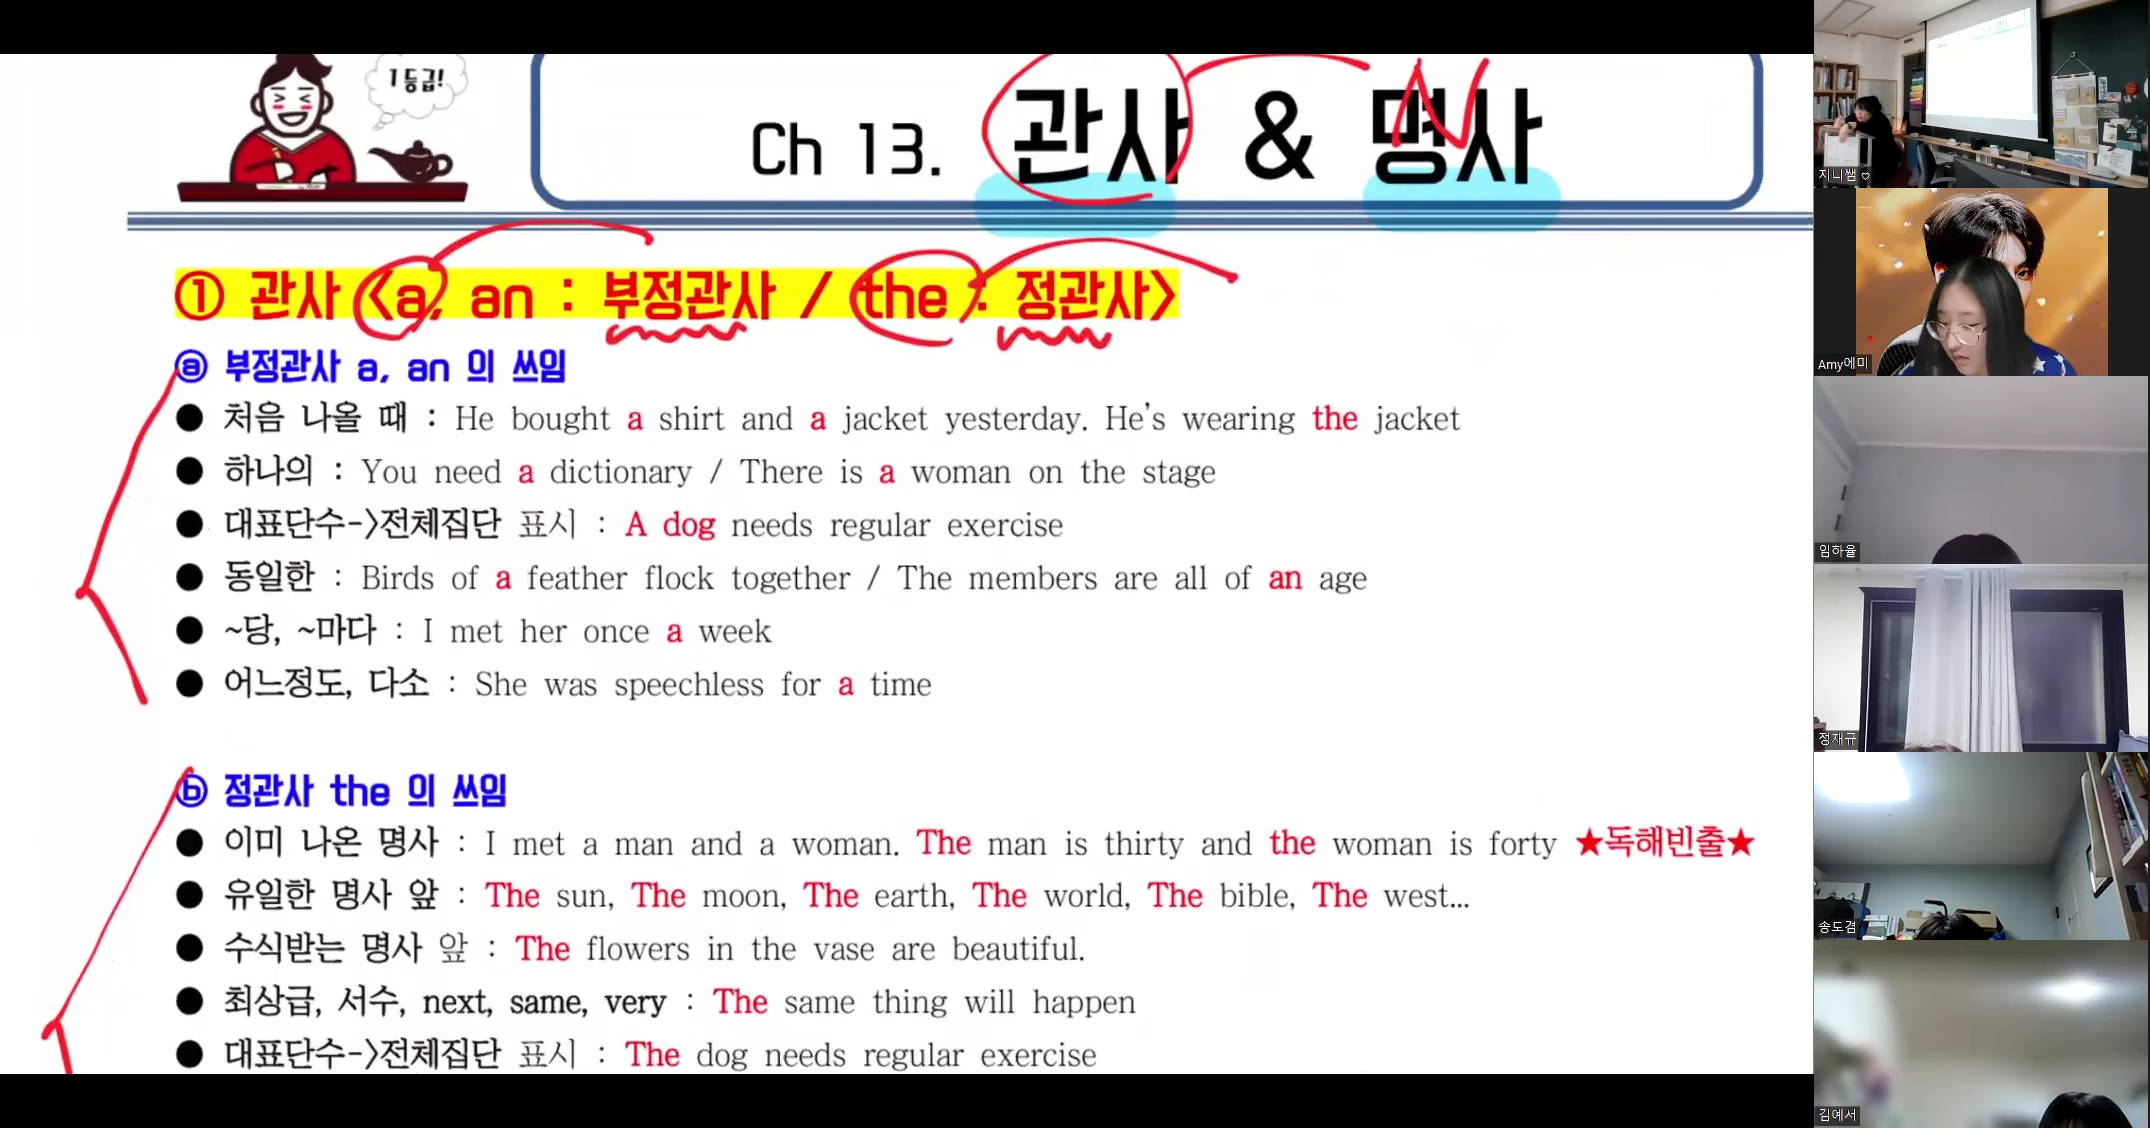 1등급!
Ch 13. 관사 & 명사
N
① 관사 <a, an : 부정관사 / the : 정관사>
ⓐ 부정관사 a, an 의 쓰임
● 처음 나올 때 : He bought a shirt and a jacket yesterday. He's wearing the jacket
● 하나의 : You need a dictionary / There is a woman on the stage
● 대표단수->전체집단 표시 : A dog needs regular exercise
● 동일한 : Birds of a feather flock together / The members are all of an age
● ~당, ~마다 : I met her once a week
● 어느정도, 다소 : She was speechless for a time
ⓑ 정관사 the 의 쓰임
● 이미 나온 명사 : I met a man and a woman. The man is thirty and the woman is forty ★독해빈출★
● 유일한 명사 앞 : The sun, The moon, The earth, The world, The bible, The west...
● 수식받는 명사 앞 : The flowers in the vase are beautiful.
● 최상급, 서수, next, same, very : The same thing will happen
● 대표단수->전체집단 표시 : The dog needs regular exercise
지니쌤♡
Amy에미
임하율
정재규
송도겸
김예서